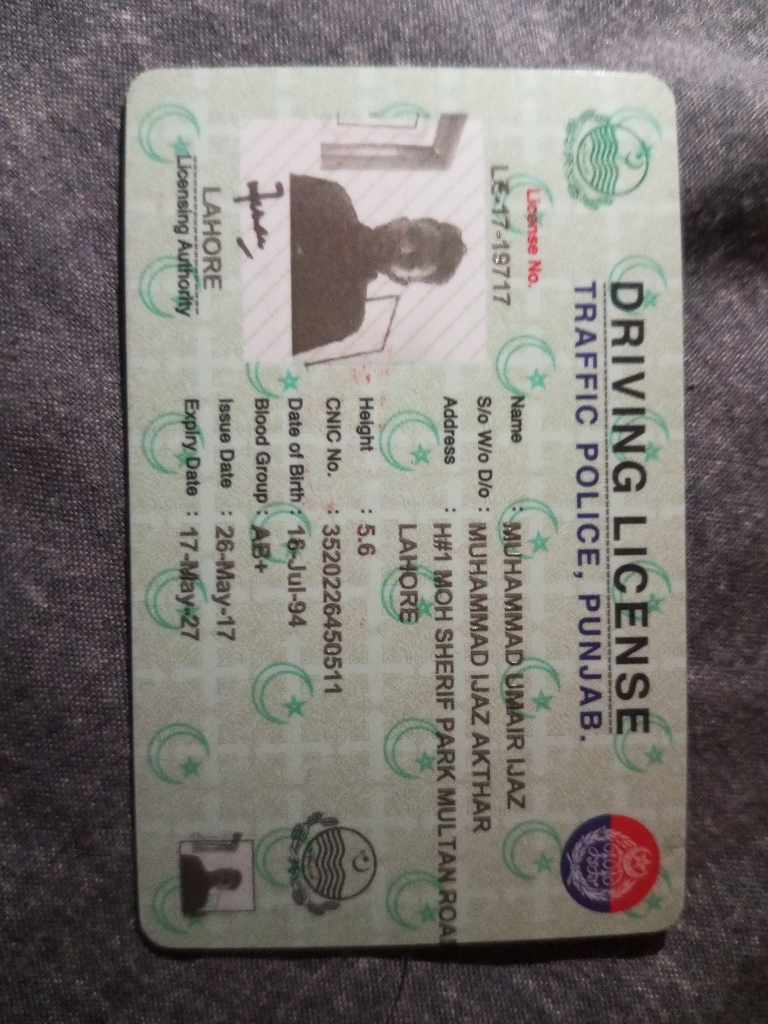 DRIVING LICENSE
TRAFFIC POLICE, PUNJAB.
License No.
LE-17-19717
Name : MUHAMMAD UMAIR IJAZ
S/o W/o D/o : MUHAMMAD IJAZ AKTHAR
Address : H#1 MOH SHERIF PARK MULTAN ROA
LAHORE
Height : 5.6
CNIC No. : 3520226450511
Date of Birth : 16-Jul-94
Blood Group : AB+
Issue Date : 26-May-17
Expiry Date : 17-May-27
LAHORE
Licensing Authority